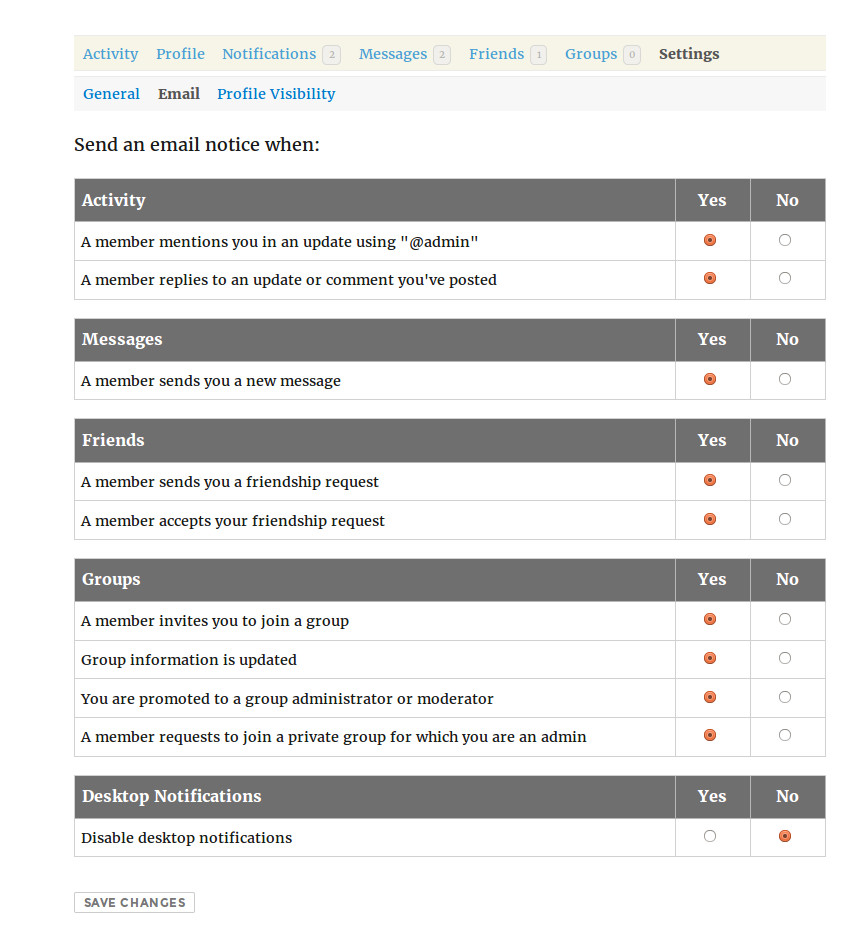 Activity Profile Notifications 2 Messages 2 Friends 1 Groups 0 Settings
General Email Profile Visibility
Send an email notice when:
Activity Yes No
A member mentions you in an update using "@admin"
A member replies to an update or comment you've posted
Messages Yes No
A member sends you a new message
Friends Yes No
A member sends you a friendship request
A member accepts your friendship request
Groups Yes No
A member invites you to join a group
Group information is updated
You are promoted to a group administrator or moderator
A member requests to join a private group for which you are an admin
Desktop Notifications Yes No
Disable desktop notifications
SAVE CHANGES